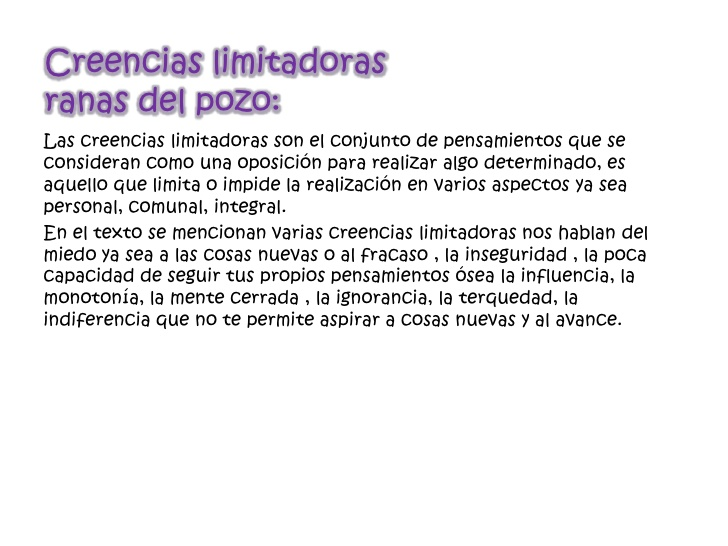 Creencias limitadoras
ranas del pozo:
Las creencias limitadoras son el conjunto de pensamientos que se
consideran como una oposición para realizar algo determinado, es
aquello que limita o impide la realización en varios aspectos ya sea
personal, comunal, integral.
En el texto se mencionan varias creencias limitadoras nos hablan del
miedo ya sea a las cosas nuevas o al fracaso , la inseguridad , la poca
capacidad de seguir tus propios pensamientos ósea la influencia, la
monotonía, la mente cerrada , la ignorancia, la terquedad, la
indiferencia que no te permite aspirar a cosas nuevas y al avance.